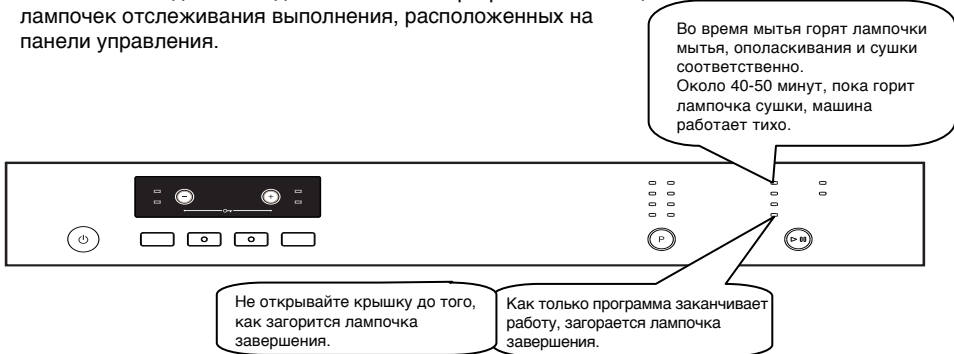 лампочек отслеживания выполнения, расположенных на
панели управления.
Во время мытья горят лампочки
мытья, ополаскивания и сушки
соответственно.
Около 40-50 минут, пока горит
лампочка сушки, машина
работает тихо.
P
Не открывайте крышку до того,
как загорится лампочка
завершения.
Как только программа заканчивает
работу, загорается лампочка
завершения.